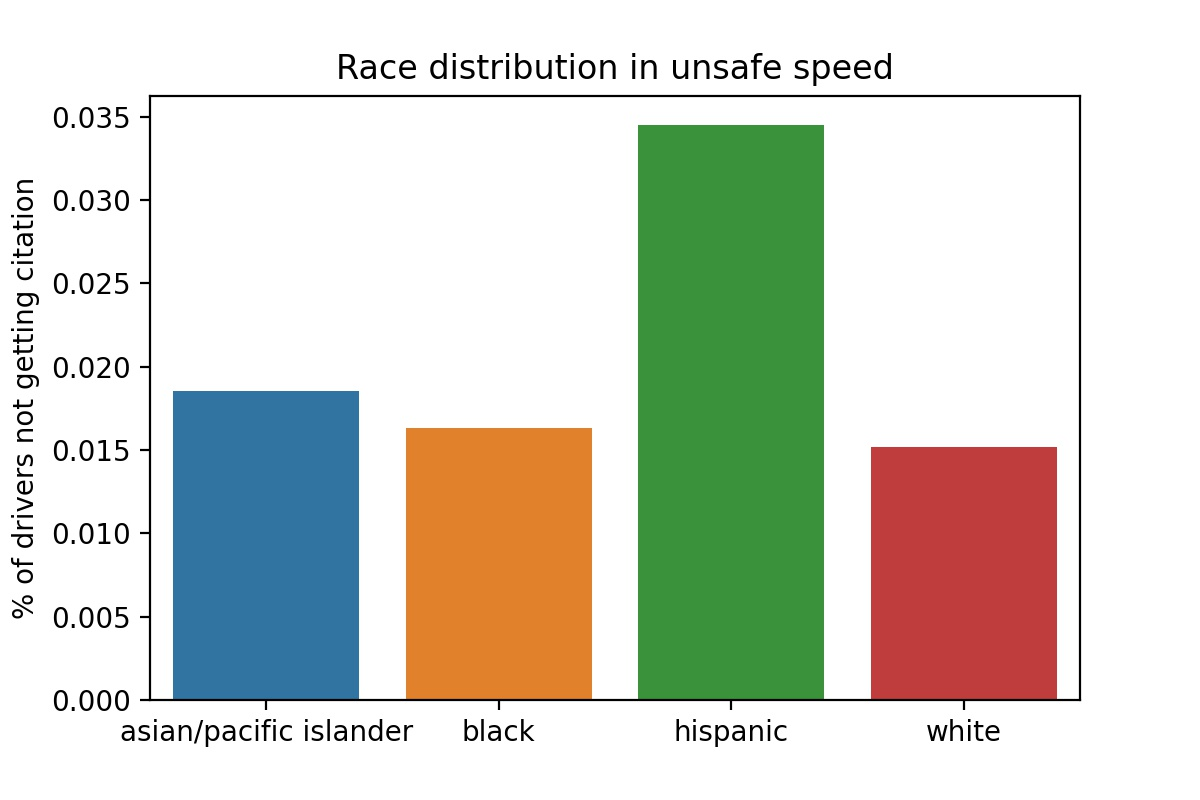 Race distribution in unsafe speed
% of drivers not getting citation
0.035
0.030
0.025
0.020
0.015
0.010
0.005
0.000
asian/pacific islander black hispanic white